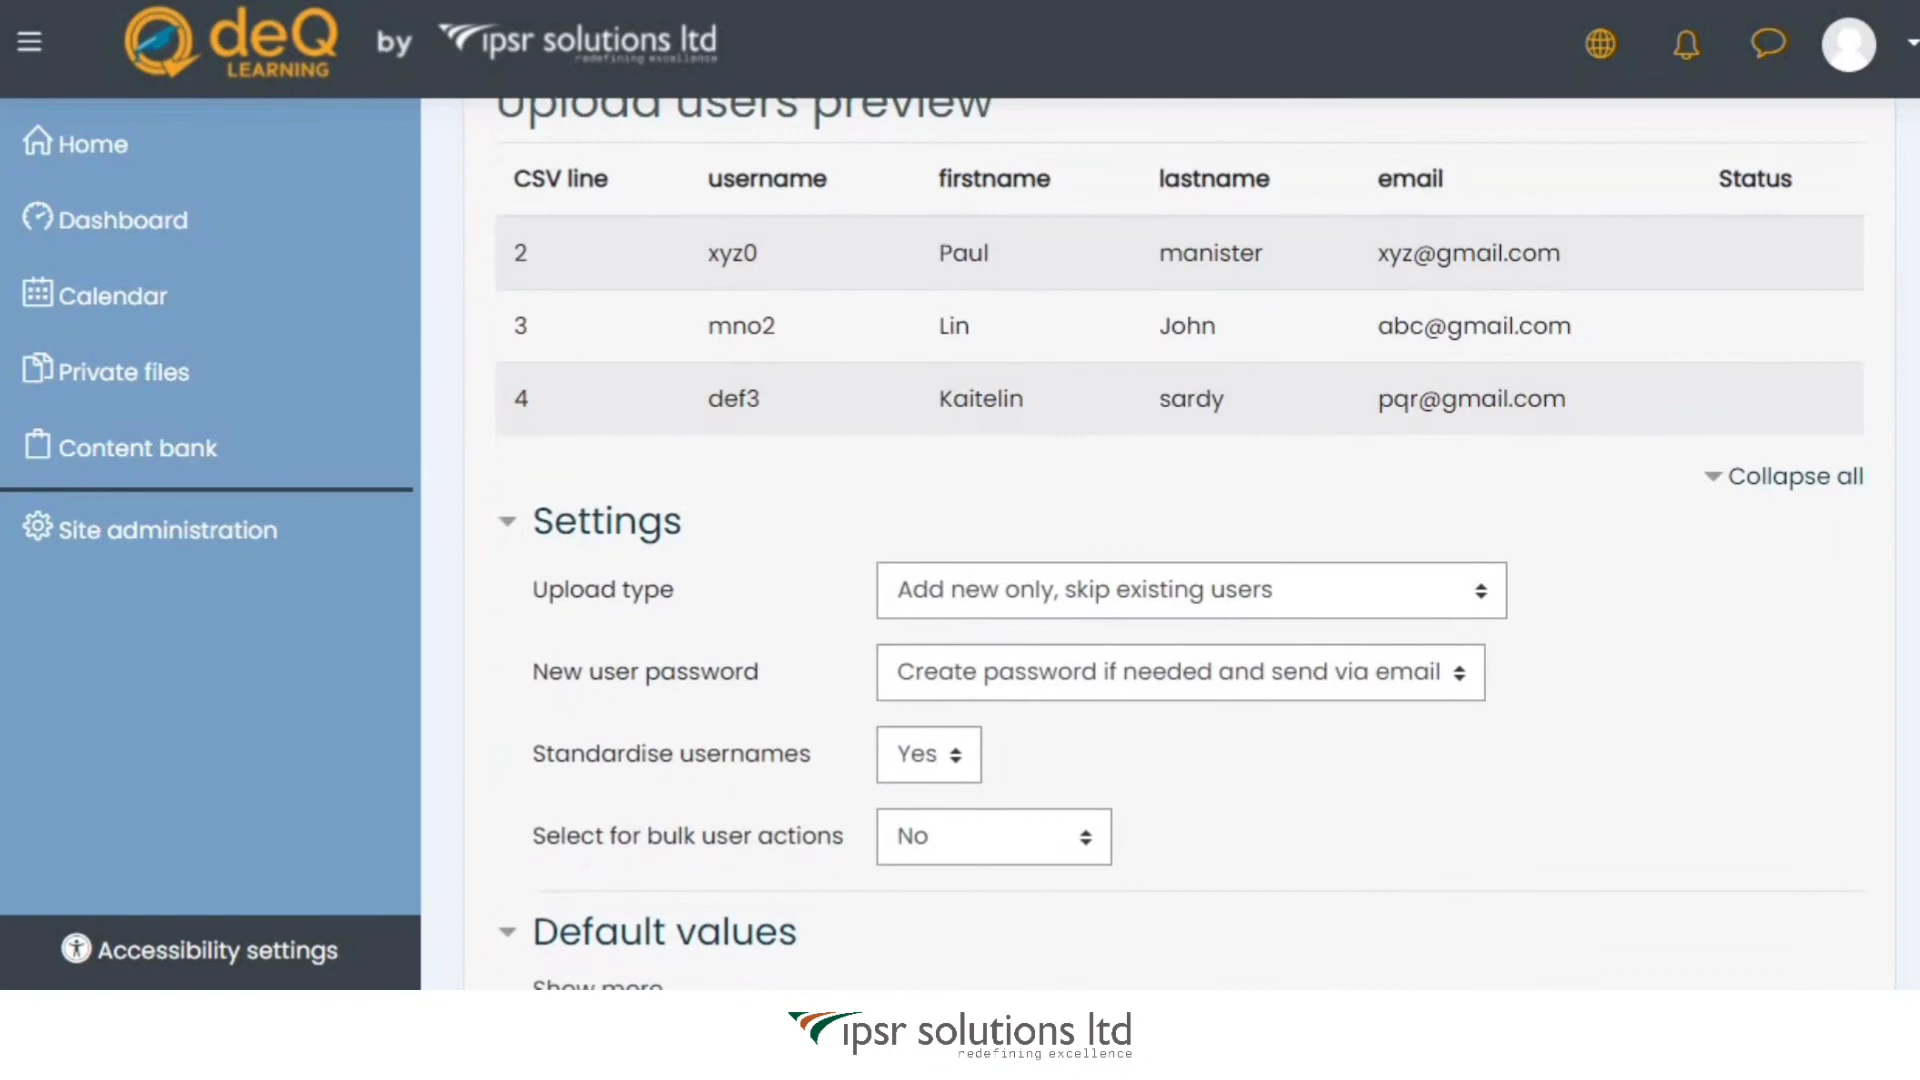 deQ LEARNING by ipsr solutions ltd
redefining excellence
Home
Dashboard
Calendar
Private files
Content bank
Site administration
Accessibility settings
Upload users preview
CSV line username firstname lastname email Status
2 xyz0 Paul manister xyz@gmail.com
3 mno2 Lin John abc@gmail.com
4 def3 Kaitelin sardy pqr@gmail.com
Collapse all
Settings
Upload type Add new only, skip existing users
New user password Create password if needed and send via email
Standardise usernames Yes
Select for bulk user actions No
Default values
Show more
ipsr solutions ltd
redefining excellence